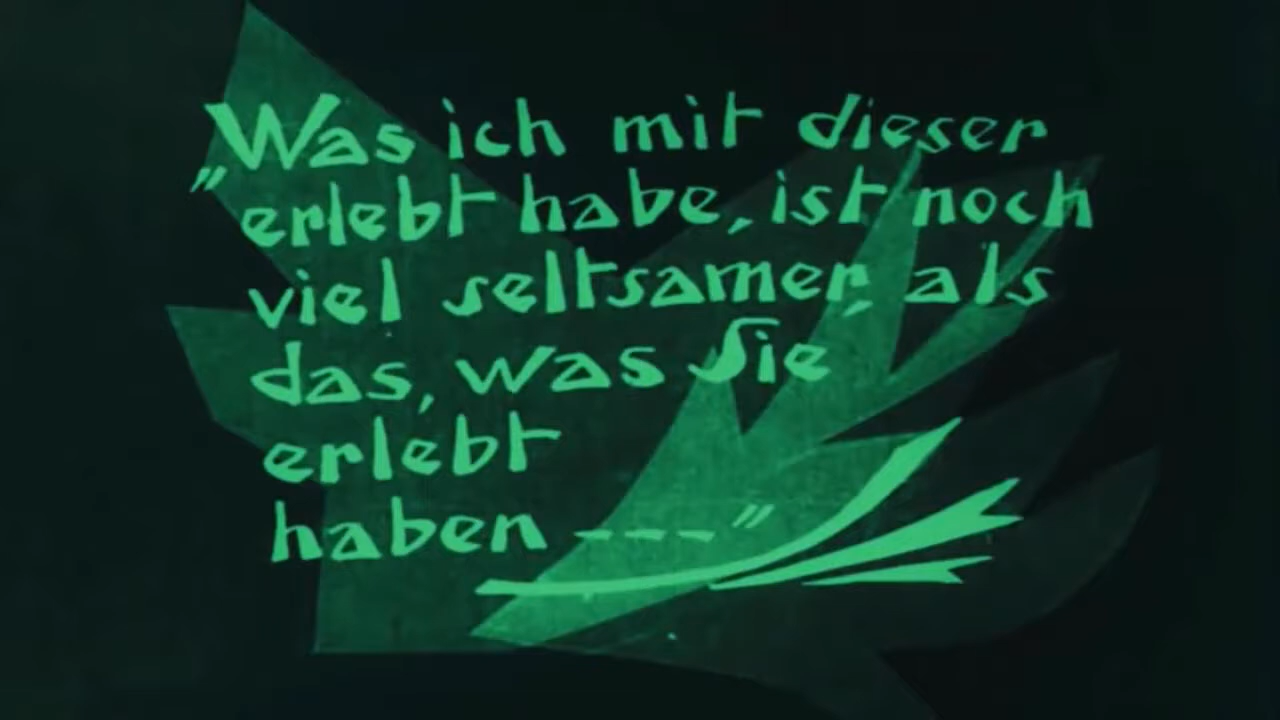 „Was ich mit dieser
erlebt habe, ist noch
viel seltsamer als
das, was Sie
erlebt
haben ----"